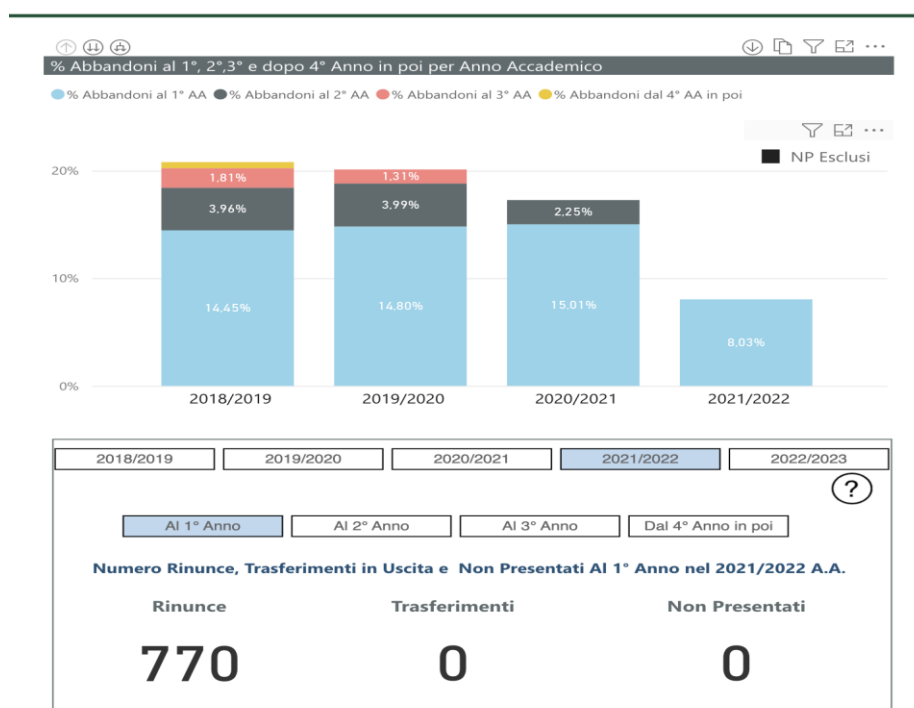 % Abbandoni al 1°, 2°,3° e dopo 4° Anno in poi per Anno Accademico
% Abbandoni al 1° AA % Abbandoni al 2° AA % Abbandoni al 3° AA % Abbandoni dal 4° AA in poi
NP Esclusi
20%
1,81% 1,31%
3,96% 3,99% 2,25%
10%
14,45% 14,80% 15,01%
8,03%
0%
2018/2019 2019/2020 2020/2021 2021/2022
2018/2019 2019/2020 2020/2021 2021/2022 2022/2023
?
Al 1° Anno Al 2° Anno Al 3° Anno Dal 4° Anno in poi
Numero Rinunce, Trasferimenti in Uscita e Non Presentati Al 1° Anno nel 2021/2022 A.A.
Rinunce Trasferimenti Non Presentati
770 0 0